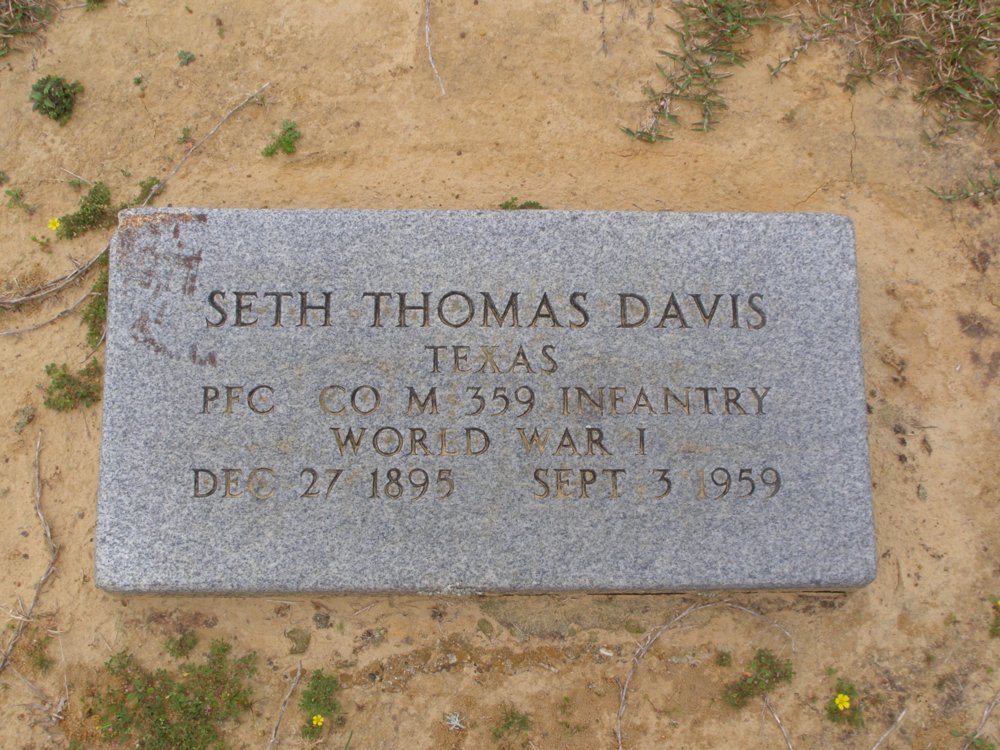 SETH THOMAS DAVIS
TEXAS
PFC CO M 359 INFANTRY
WORLD WAR I
DEC 27 1895 SEPT 3 1959